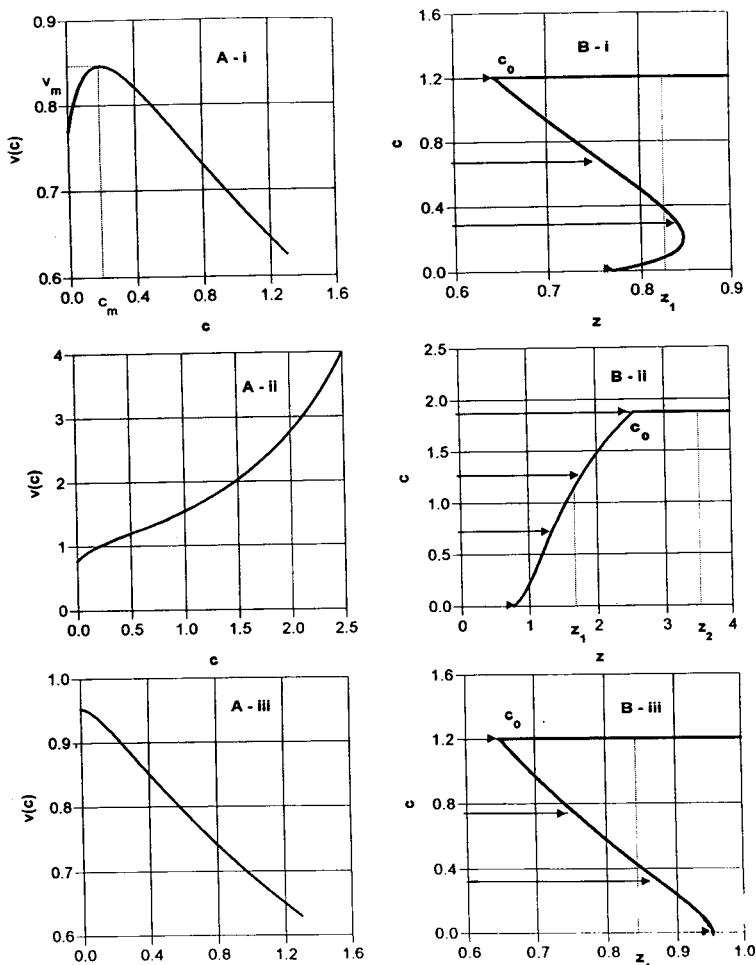 0.9
A - i
v_m
0.8
v(c)
0.7
0.6
0.0 c_m 0.4 0.8 1.2 1.6
c
1.6
B - i
c_0
1.2
c
0.8
0.4
0.0
0.6 0.7 0.8 z_1 0.9
z
4
A - ii
3
v(c)
2
1
0
0.0 0.5 1.0 1.5 2.0 2.5
c
2.5
B - ii
2.0
c_0
1.5
c
1.0
0.5
0.0
0 1 z_1 2 3 z_2 4
z
1.0
A - iii
0.9
v(c)
0.8
0.7
0.6
0.0 0.4 0.8 1.2 1.6
1.6
B - iii
c_0
1.2
c
0.8
0.4
0.0
0.6 0.7 0.8 0.9 1.0